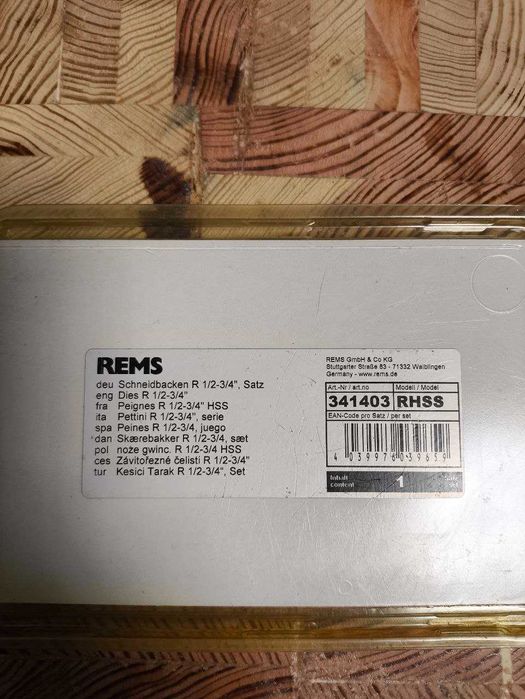 REMS
REMS GmbH & Co KG
Stuttgarter Straße 83 - 71332 Waiblingen
Germany - www.rems.de
deu Schneidbacken R 1/2-3/4", Satz
eng Dies R 1/2-3/4"
fra Peignes R 1/2-3/4" HSS
ita Pettini R 1/2-3/4", serie
spa Peines R 1/2-3/4, juego
dan Skærebakker R 1/2-3/4, sæt
pol noże gwinc. R 1/2-3/4 HSS
ces Závitořezné čelisti R 1/2-3/4"
tur Kesici Tarak R 1/2-3/4", Set
Art.-Nr / art.no Modell / Model
341403 RHSS
EAN-Code pro Satz / per set
4 039976 039659
Inhalt
content
1
Satz
set